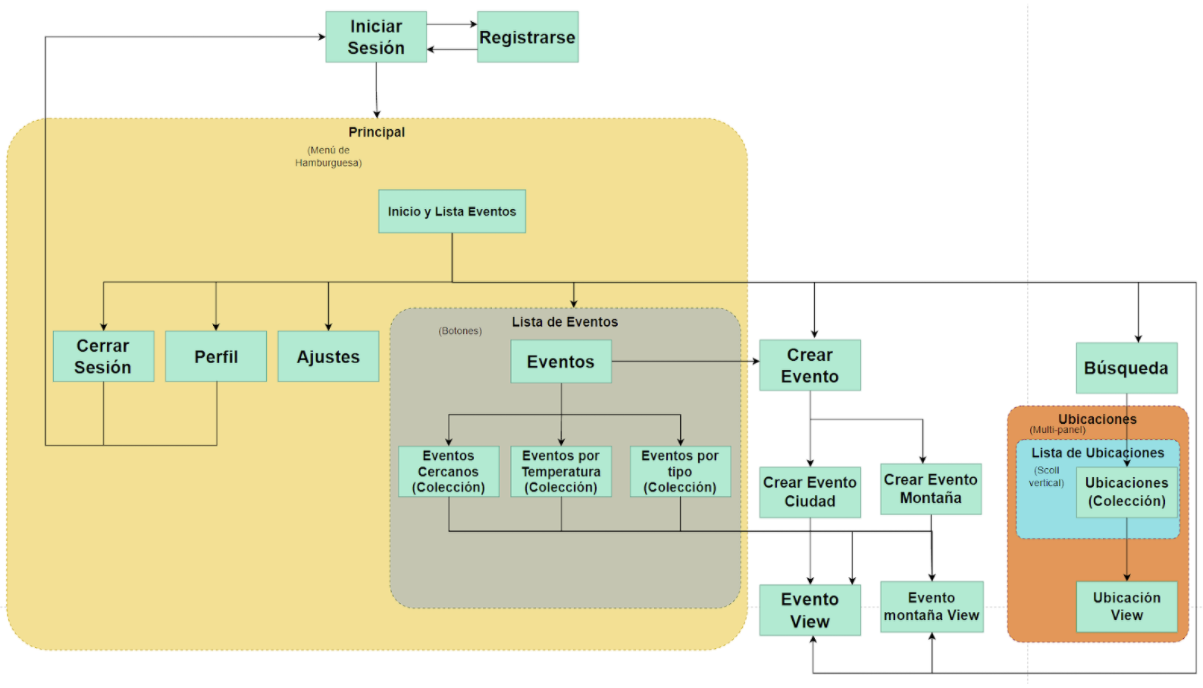 Iniciar
Sesión
Registrarse
Principal
(Menú de
Hamburguesa)
Inicio y Lista Eventos
Cerrar
Sesión
Perfil
Ajustes
Lista de Eventos
(Botones)
Eventos
Eventos
Cercanos
(Colección)
Eventos por
Temperatura
(Colección)
Eventos por
tipo
(Colección)
Crear
Evento
Crear Evento
Ciudad
Crear Evento
Montaña
Evento
View
Evento
montaña View
Búsqueda
Ubicaciones
(Multi-panel)
Lista de Ubicaciones
(Scoll
vertical)
Ubicaciones
(Colección)
Ubicación
View